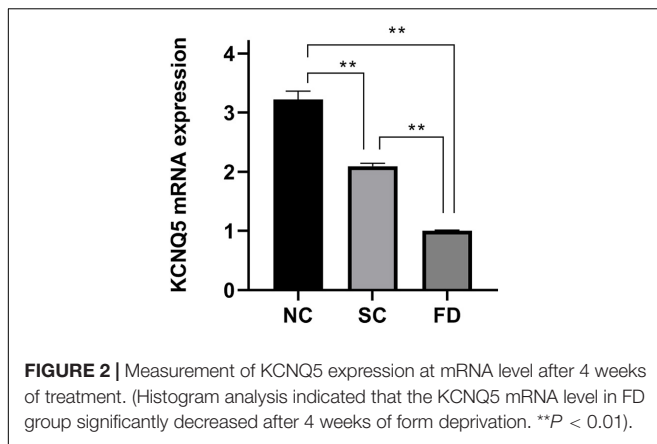 **
4
**
3
**
2
1
0
KCNQ5 mRNA expression
NC SC FD
FIGURE 2 | Measurement of KCNQ5 expression at mRNA level after 4 weeks
of treatment. (Histogram analysis indicated that the KCNQ5 mRNA level in FD
group significantly decreased after 4 weeks of form deprivation. **P < 0.01).